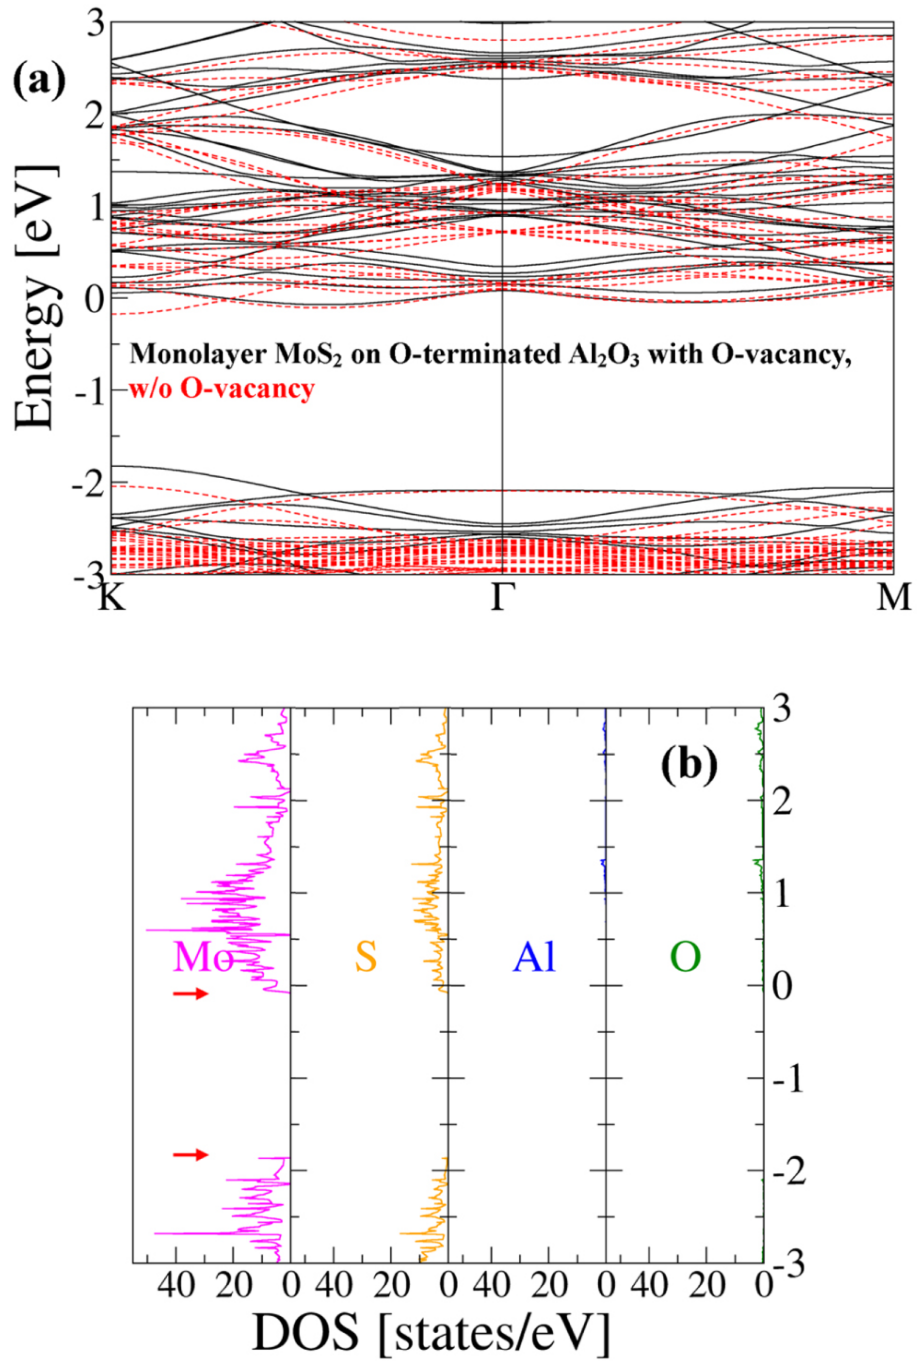 (a)
3
2
1
0
-1
-2
-3
Energy [eV]
Monolayer MoS₂ on O-terminated Al₂O₃ with O-vacancy,
w/o O-vacancy
K Γ M
(b)
3
2
1
0
-1
-2
-3
Mo S Al O
40 20 0 40 20 0 40 20 0 40 20 0
DOS [states/eV]